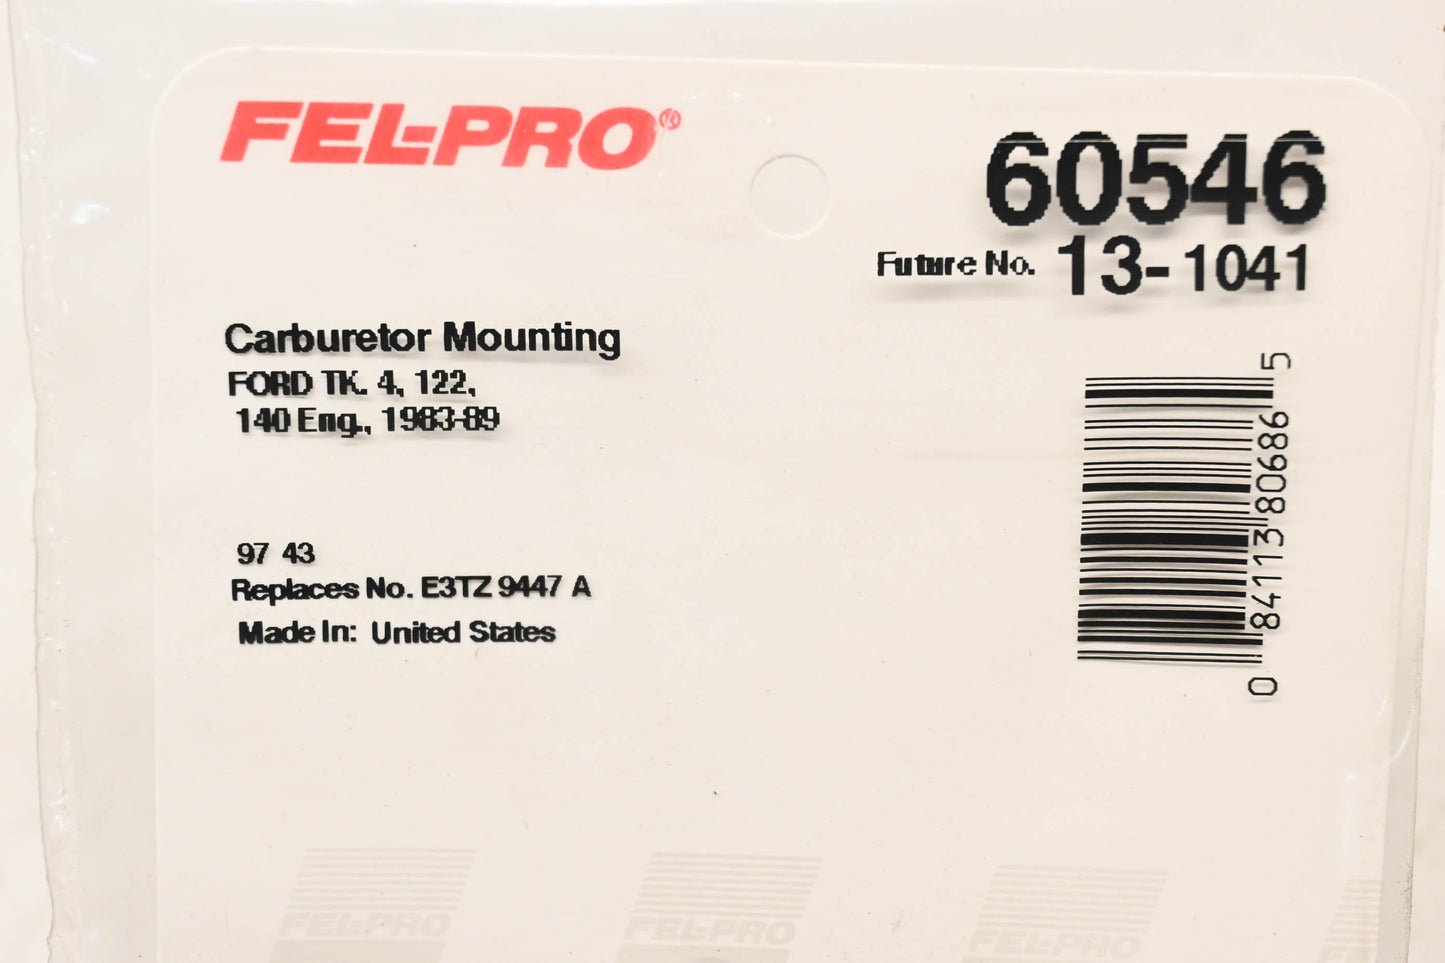 FEL-PRO®
60546
Future No. 13-1041
Carburetor Mounting
FORD TK. 4, 122,
140 Eng., 1983-89
97 43
Replaces No. E3TZ 9447 A
Made In: United States
0 84113 80686 5
FEL-PRO FEL-PRO FEL-PRO